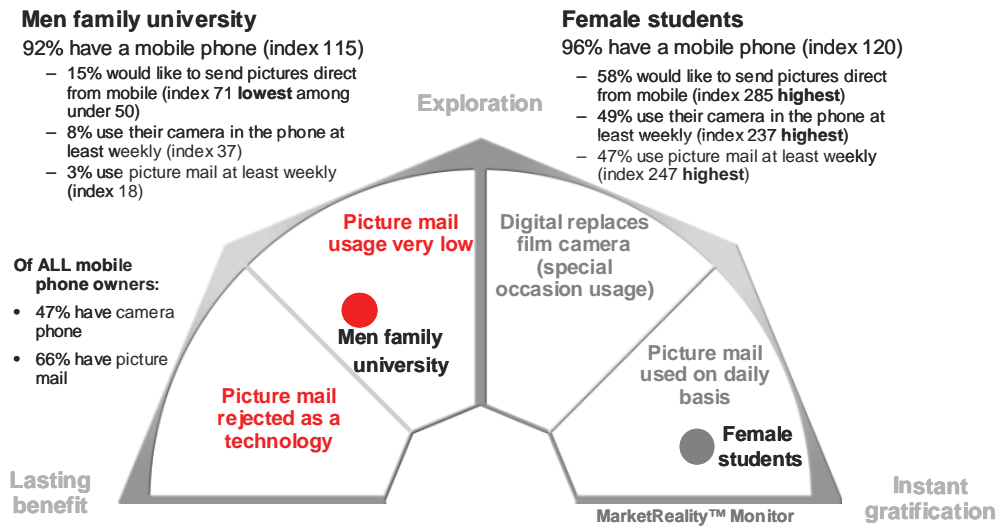 Men family university
92% have a mobile phone (index 115)
– 15% would like to send pictures direct
from mobile (index 71 lowest among
under 50)
– 8% use their camera in the phone at
least weekly (index 37)
– 3% use picture mail at least weekly
(index 18)
Female students
96% have a mobile phone (index 120)
– 58% would like to send pictures direct
from mobile (index 285 highest)
– 49% use their camera in the phone at
least weekly (index 237 highest)
– 47% use picture mail at least weekly
(index 247 highest)
Exploration
Of ALL mobile
phone owners:
• 47% have camera
phone
• 66% have picture
mail
Picture mail
usage very low
Men family
university
Digital replaces
film camera
(special
occasion usage)
Picture mail
rejected as a
technology
Picture mail
used on daily
basis
Female
students
Lasting
benefit
Instant
gratification
MarketReality™ Monitor